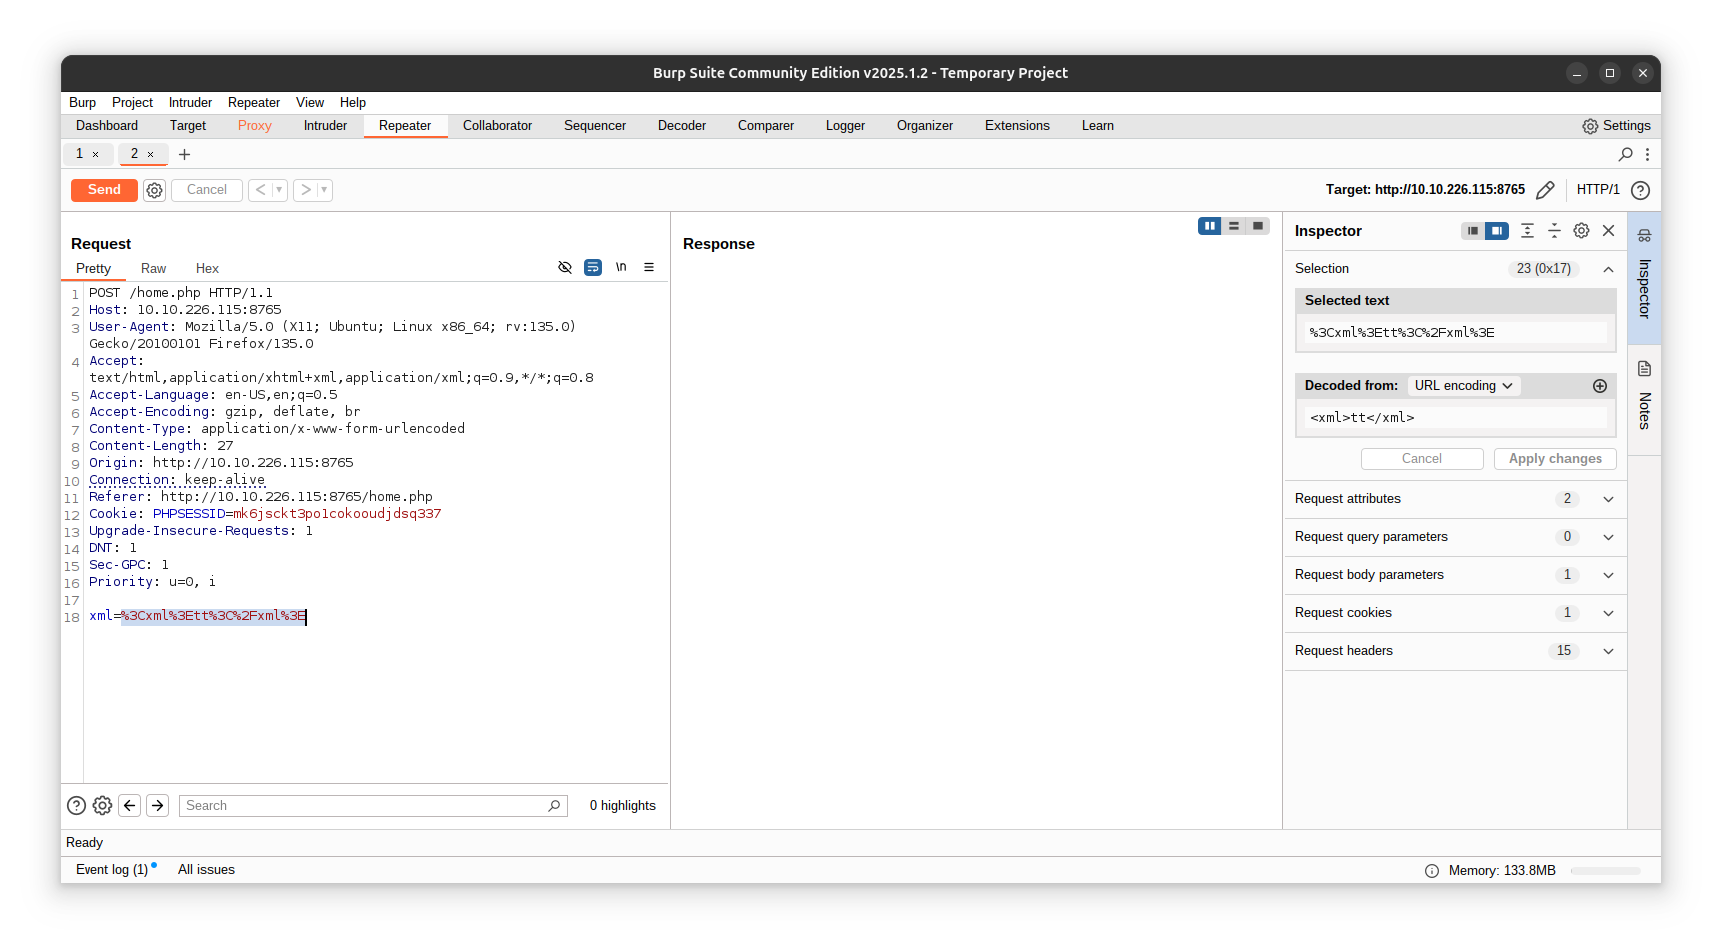 Burp Suite Community Edition v2025.1.2 - Temporary Project
Burp Project Intruder Repeater View Help
Dashboard Target Proxy Intruder Repeater Collaborator Sequencer Decoder Comparer Logger Organizer Extensions Learn Settings
1 × 2 × +
Send Cancel < > Target: http://10.10.226.115:8765 HTTP/1
Request
Pretty Raw Hex \n
1 POST /home.php HTTP/1.1
2 Host: 10.10.226.115:8765
3 User-Agent: Mozilla/5.0 (X11; Ubuntu; Linux x86_64; rv:135.0)
Gecko/20100101 Firefox/135.0
4 Accept:
text/html,application/xhtml+xml,application/xml;q=0.9,*/*;q=0.8
5 Accept-Language: en-US,en;q=0.5
6 Accept-Encoding: gzip, deflate, br
7 Content-Type: application/x-www-form-urlencoded
8 Content-Length: 27
9 Origin: http://10.10.226.115:8765
10 Connection: keep-alive
11 Referer: http://10.10.226.115:8765/home.php
12 Cookie: PHPSESSID=mk6jsckt3po1cokooudjdsq337
13 Upgrade-Insecure-Requests: 1
14 DNT: 1
15 Sec-GPC: 1
16 Priority: u=0, i
17
18 xml=%3Cxml%3Ett%3C%2Fxml%3E
Search 0 highlights
Response
Inspector
Selection 23 (0x17)
Selected text
%3Cxml%3Ett%3C%2Fxml%3E
Decoded from: URL encoding
<xml>tt</xml>
Cancel Apply changes
Request attributes 2
Request query parameters 0
Request body parameters 1
Request cookies 1
Request headers 15
Inspector
Notes
Ready
Event log (1) All issues Memory: 133.8MB